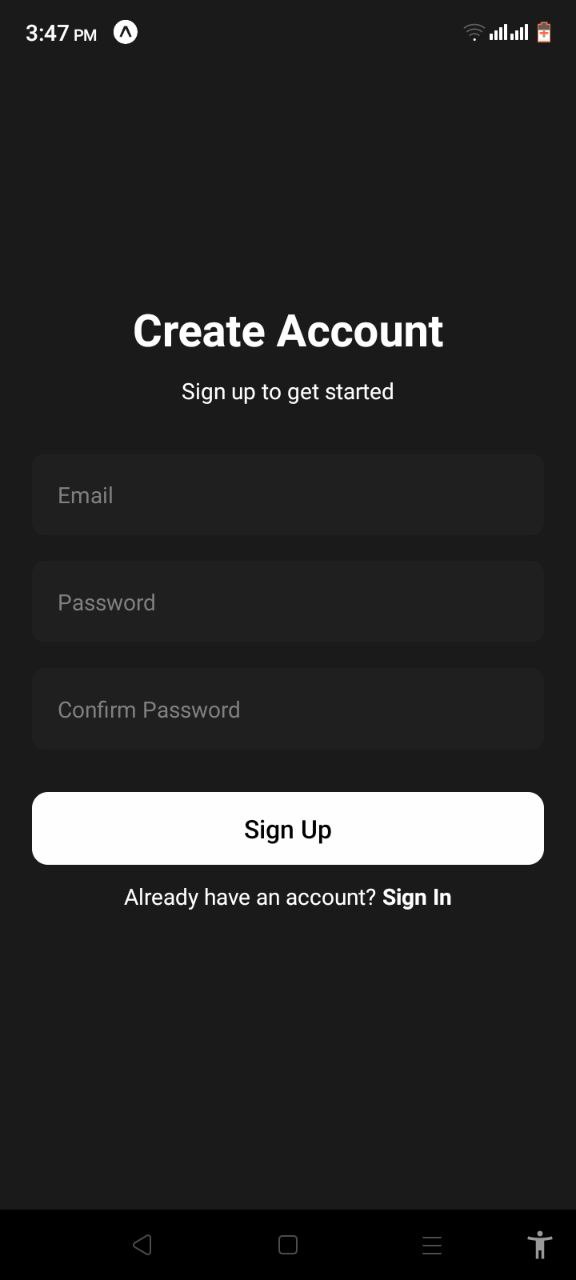 3:47 PM
Create Account
Sign up to get started
Email
Password
Confirm Password
Sign Up
Already have an account? Sign In